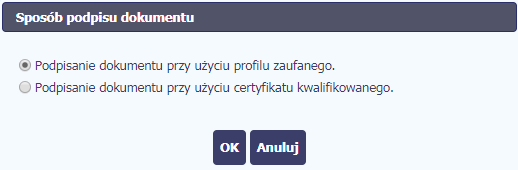 Sposób podpisu dokumentu
Podpisanie dokumentu przy użyciu profilu zaufanego.
Podpisanie dokumentu przy użyciu certyfikatu kwalifikowanego.
OK Anuluj